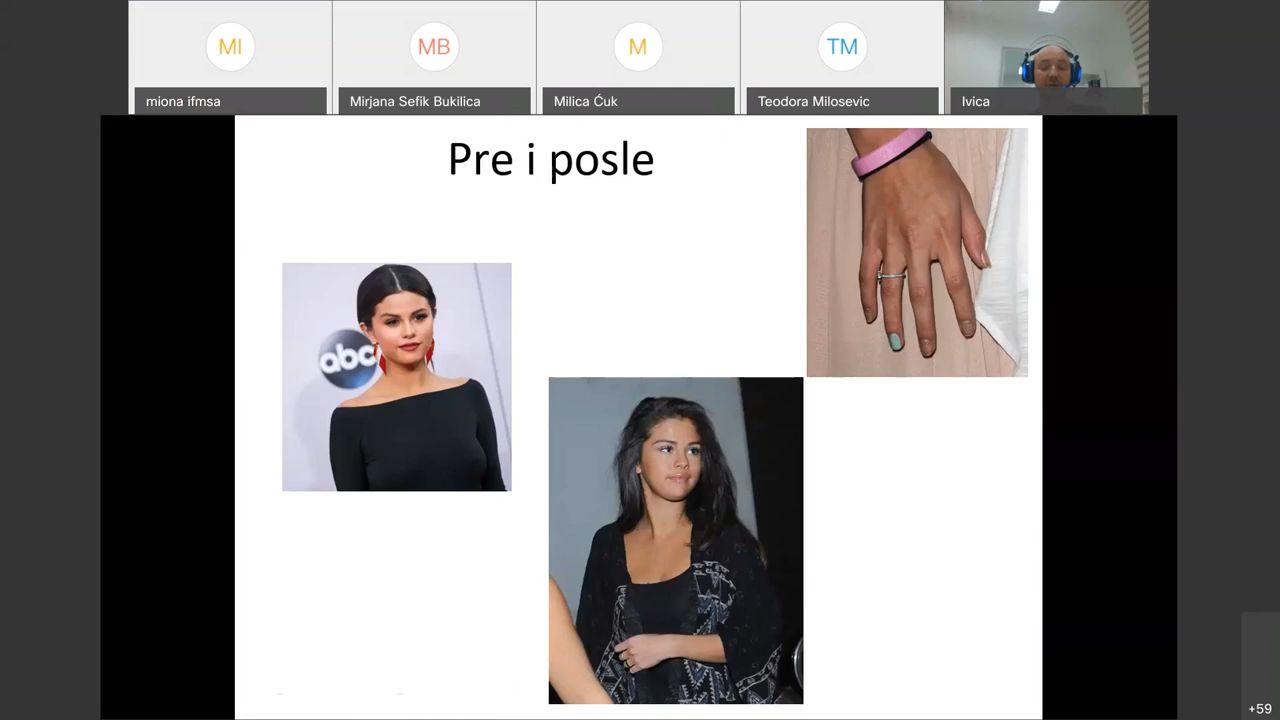 MI
MB
M
TM
miona ifmsa
Mirjana Sefik Bukilica
Milica Ćuk
Teodora Milosevic
Ivica
Pre i posle
abc
+59